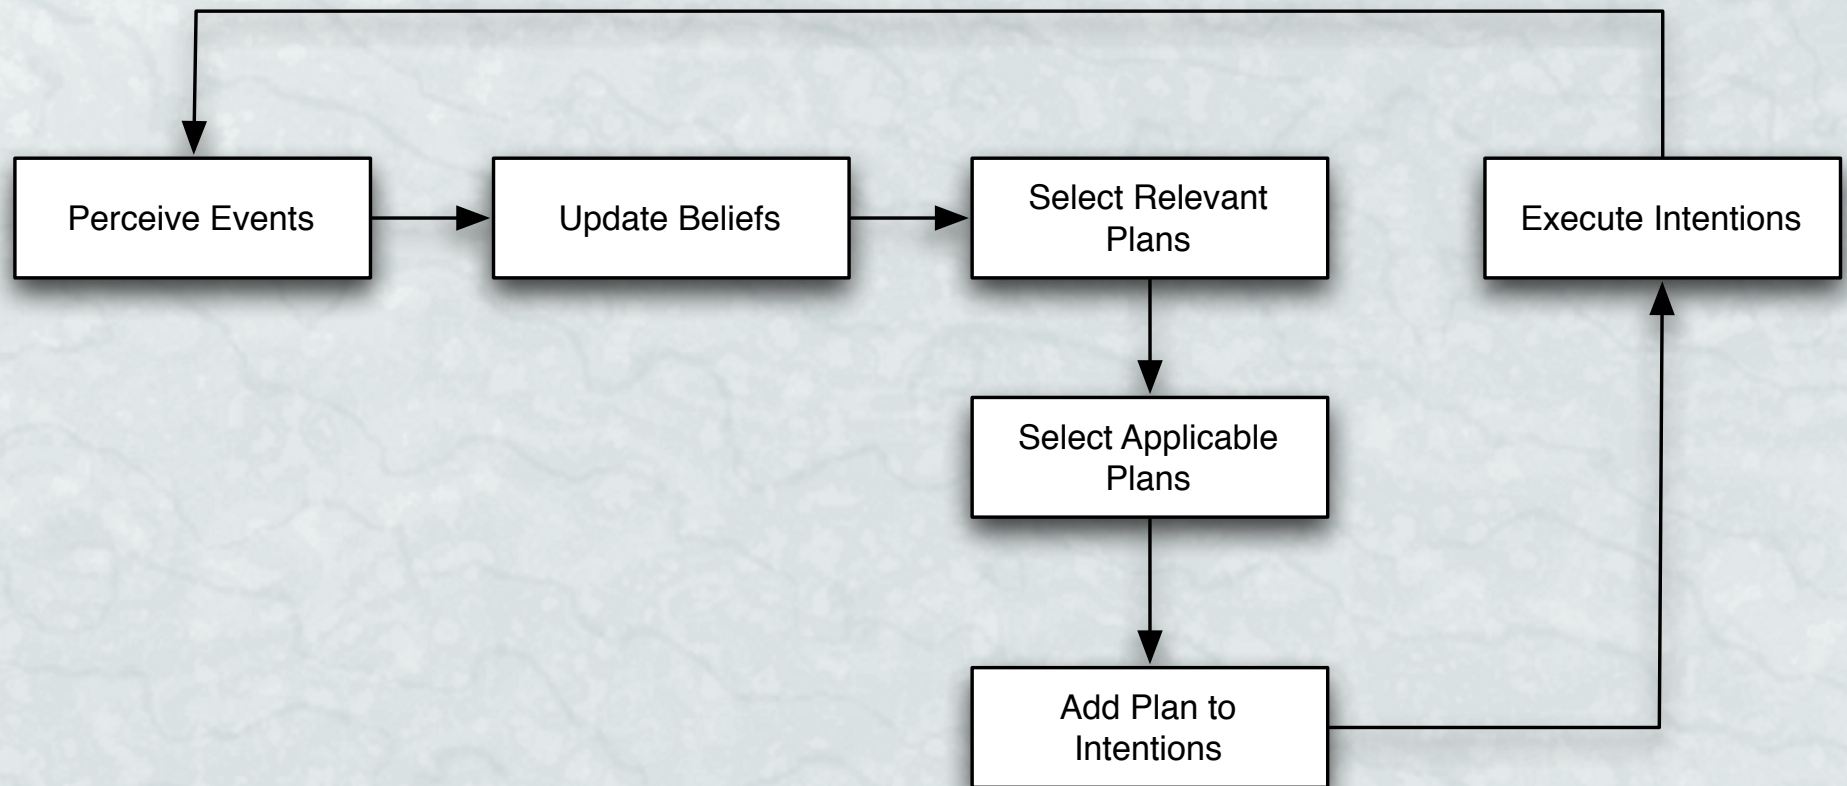 Perceive Events
Update Beliefs
Select Relevant
Plans
Execute Intentions
Select Applicable
Plans
Add Plan to
Intentions